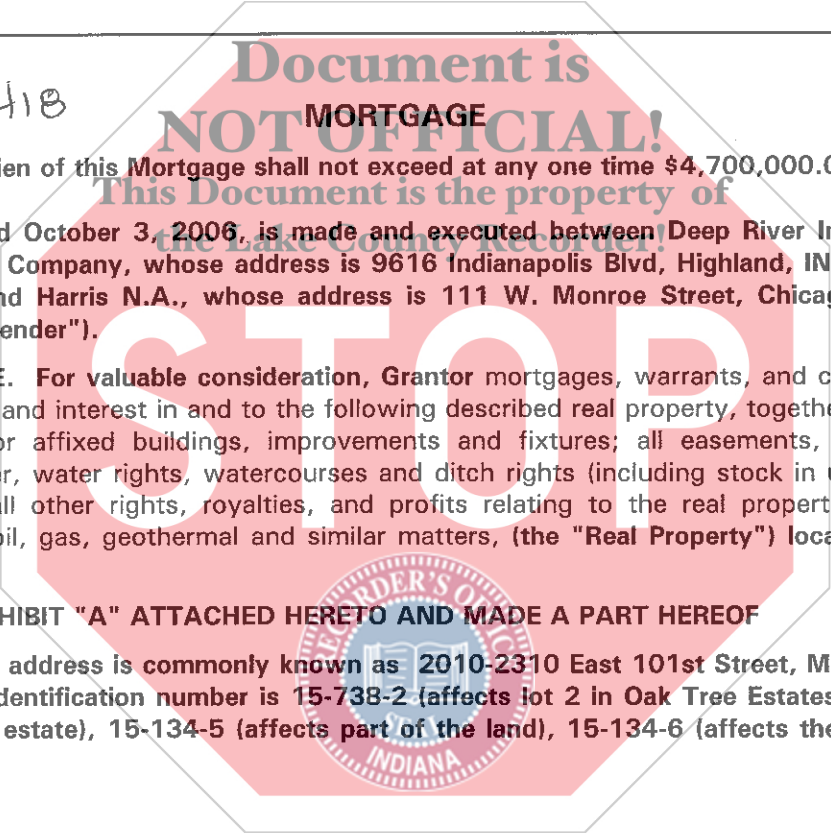 Document is
418
MORTGAGE
NOT OFFICIAL!
ien of this Mortgage shall not exceed at any one time $4,700,000.0
This Document is the property of
d October 3, 2006, is made and executed between Deep River In
the Lake County Recorder!
Company, whose address is 9616 Indianapolis Blvd, Highland, IN
nd Harris N.A., whose address is 111 W. Monroe Street, Chicag
ender").
STOP
E. For valuable consideration, Grantor mortgages, warrants, and c
and interest in and to the following described real property, togethe
or affixed buildings, improvements and fixtures; all easements,
r, water rights, watercourses and ditch rights (including stock in u
all other rights, royalties, and profits relating to the real propert
oil, gas, geothermal and similar matters, (the "Real Property") loca
HIBIT "A" ATTACHED HERETO AND MADE A PART HEREOF
address is commonly known as 2010-2310 East 101st Street, M
dentification number is 15-738-2 (affects lot 2 in Oak Tree Estates
estate), 15-134-5 (affects part of the land), 15-134-6 (affects the
RECORDER'S OFFICE
SEAL
INDIANA